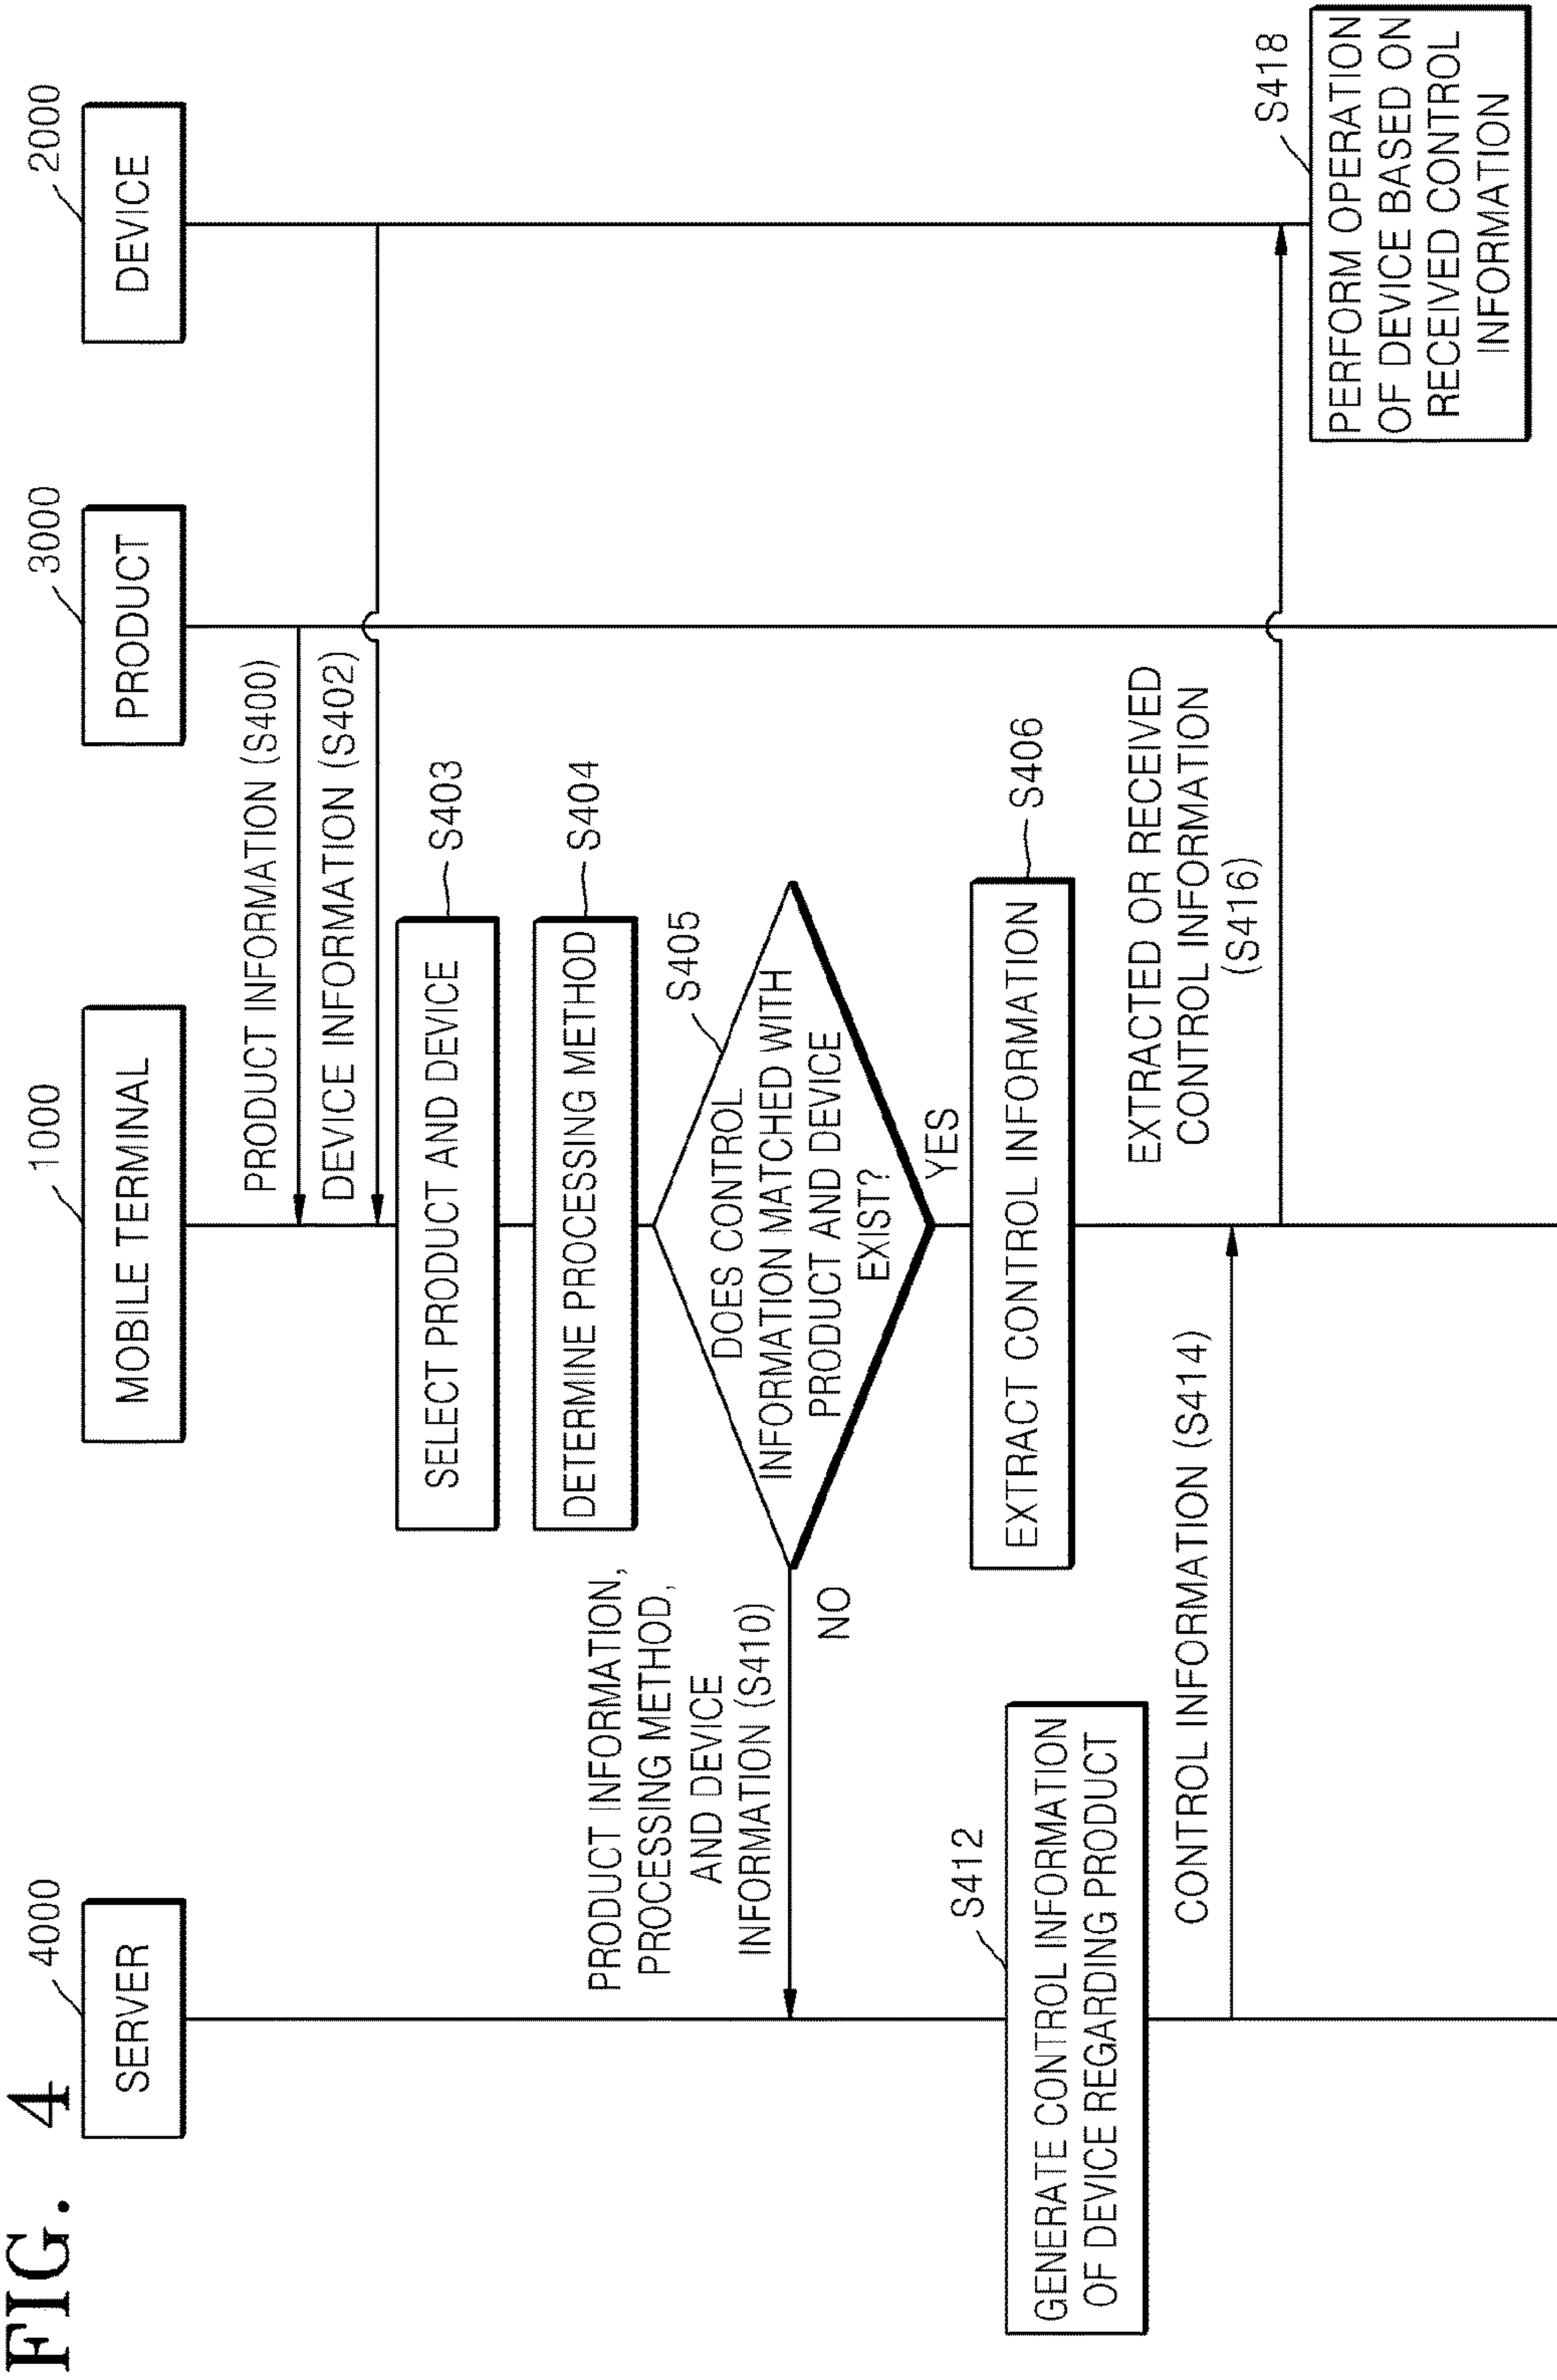 FIG. 4
4000
SERVER
1000
MOBILE TERMINAL
3000
PRODUCT
2000
DEVICE
PRODUCT INFORMATION (S400)
DEVICE INFORMATION (S402)
SELECT PRODUCT AND DEVICE
S403
DETERMINE PROCESSING METHOD
S404
DOES CONTROL
INFORMATION MATCHED WITH
PRODUCT AND DEVICE
EXIST?
S405
PRODUCT INFORMATION,
PROCESSING METHOD,
AND DEVICE
INFORMATION (S410)
NO
YES
EXTRACT CONTROL INFORMATION
S406
S412
GENERATE CONTROL INFORMATION
OF DEVICE REGARDING PRODUCT
CONTROL INFORMATION (S414)
EXTRACTED OR RECEIVED
CONTROL INFORMATION
(S416)
S418
PERFORM OPERATION
OF DEVICE BASED ON
RECEIVED CONTROL
INFORMATION